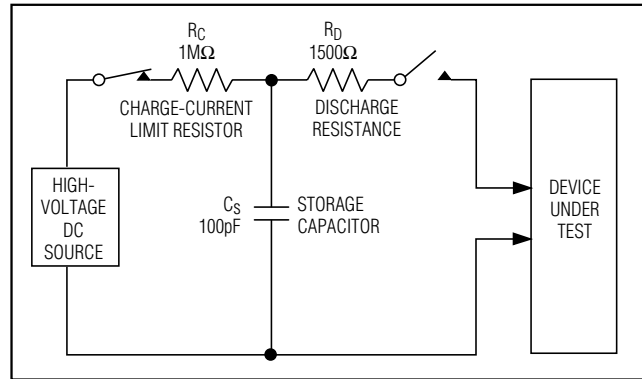 RC
1MΩ
CHARGE-CURRENT
LIMIT RESISTOR
RD
1500Ω
DISCHARGE
RESISTANCE
HIGH-
VOLTAGE
DC
SOURCE
CS
100pF
STORAGE
CAPACITOR
DEVICE
UNDER
TEST